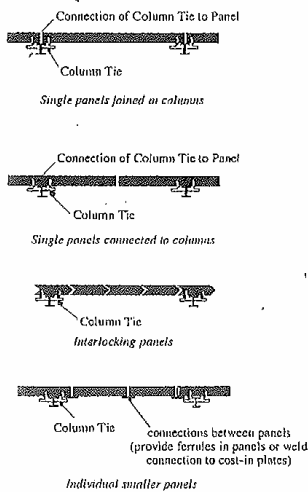 Connection of Column Tie to Panel
Column Tie
Single panels joined at columns
Connection of Column Tie to Panel
Column Tie
Single panels connected to columns
Column Tie
Interlocking panels
Column Tie
connections between panels
(provide ferrules in panels or weld
connection to cost-in plates)
Individual smaller panels